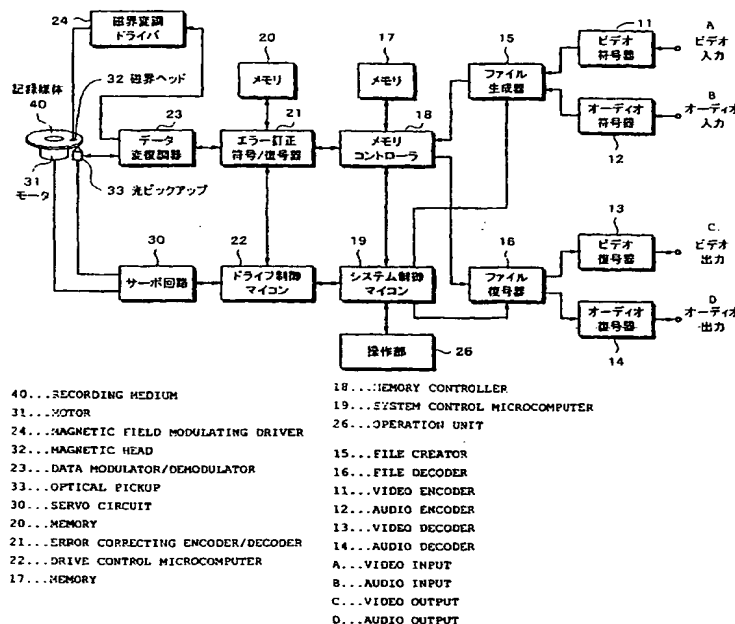 24
磁界変調
ドライバ
20
17
15
11
A
ビデオ
入力
ビデオ
符号器
記録媒体
40
32 磁界ヘッド
メモリ
メモリ
ファイル
生成器
23
21
18
B
オーディオ
入力
オーディオ
符号器
12
データ
変復調器
エラー訂正
符号/復号器
メモリ
コントローラ
31
モータ
33 光ピックアップ
13
C
ビデオ
出力
ビデオ
復号器
30
22
19
16
サーボ回路
ドライブ制御
マイコン
システム制御
マイコン
ファイル
復号器
D
オーディオ
出力
オーディオ
復号器
14
操作部
26
40...RECORDING MEDIUM
31...MOTOR
24...MAGNETIC FIELD MODULATING DRIVER
32...MAGNETIC HEAD
23...DATA MODULATOR/DEMODULATOR
33...OPTICAL PICKUP
30...SERVO CIRCUIT
20...MEMORY
21...ERROR CORRECTING ENCODER/DECODER
22...DRIVE CONTROL MICROCOMPUTER
17...MEMORY
18...MEMORY CONTROLLER
19...SYSTEM CONTROL MICROCOMPUTER
26...OPERATION UNIT
15...FILE CREATOR
16...FILE DECODER
11...VIDEO ENCODER
12...AUDIO ENCODER
13...VIDEO DECODER
14...AUDIO DECODER
A...VIDEO INPUT
B...AUDIO INPUT
C...VIDEO OUTPUT
D...AUDIO OUTPUT